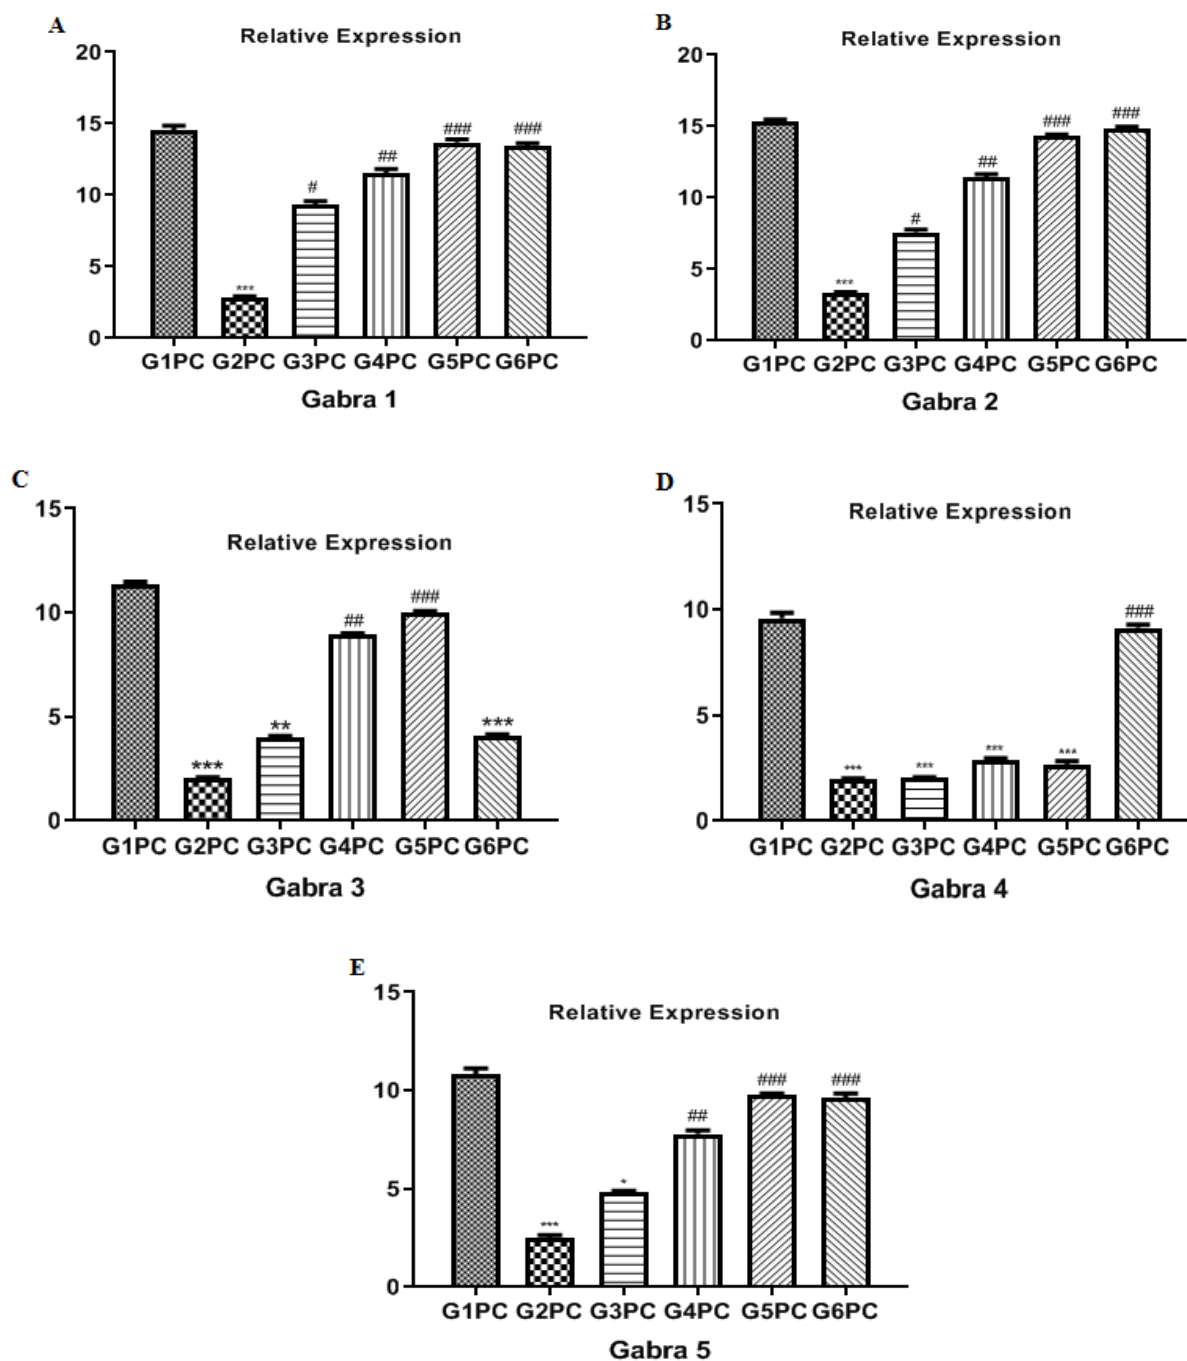 A
Relative Expression
20
15
10
5
0
***
#
##
###
###
G1PC G2PC G3PC G4PC G5PC G6PC
Gabra 1
B
Relative Expression
20
15
10
5
0
***
#
##
###
###
G1PC G2PC G3PC G4PC G5PC G6PC
Gabra 2
C
Relative Expression
15
10
5
0
***
**
##
###
***
G1PC G2PC G3PC G4PC G5PC G6PC
Gabra 3
D
Relative Expression
15
10
5
0
***
***
***
***
###
G1PC G2PC G3PC G4PC G5PC G6PC
Gabra 4
E
Relative Expression
15
10
5
0
***
*
##
###
###
G1PC G2PC G3PC G4PC G5PC G6PC
Gabra 5